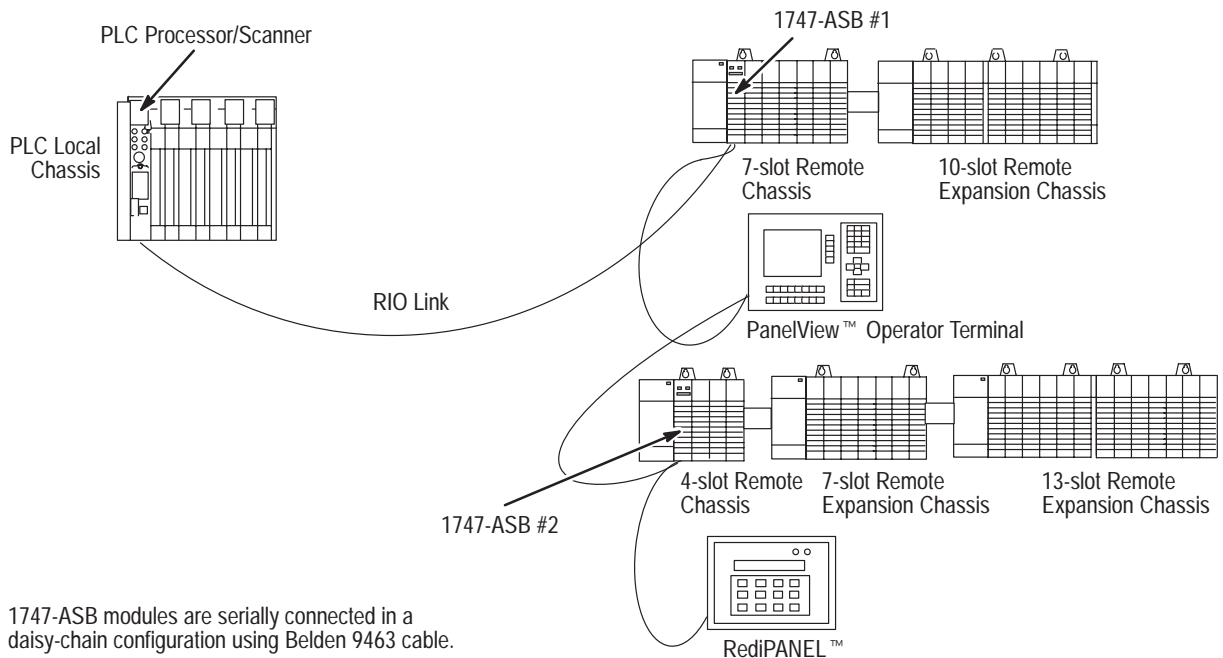 PLC Processor/Scanner
1747-ASB #1
PLC Local
Chassis
7-slot Remote
Chassis
10-slot Remote
Expansion Chassis
RIO Link
PanelView™ Operator Terminal
1747-ASB #2
4-slot Remote
Chassis
7-slot Remote
Expansion Chassis
13-slot Remote
Expansion Chassis
1747-ASB modules are serially connected in a
daisy-chain configuration using Belden 9463 cable.
RediPANEL™